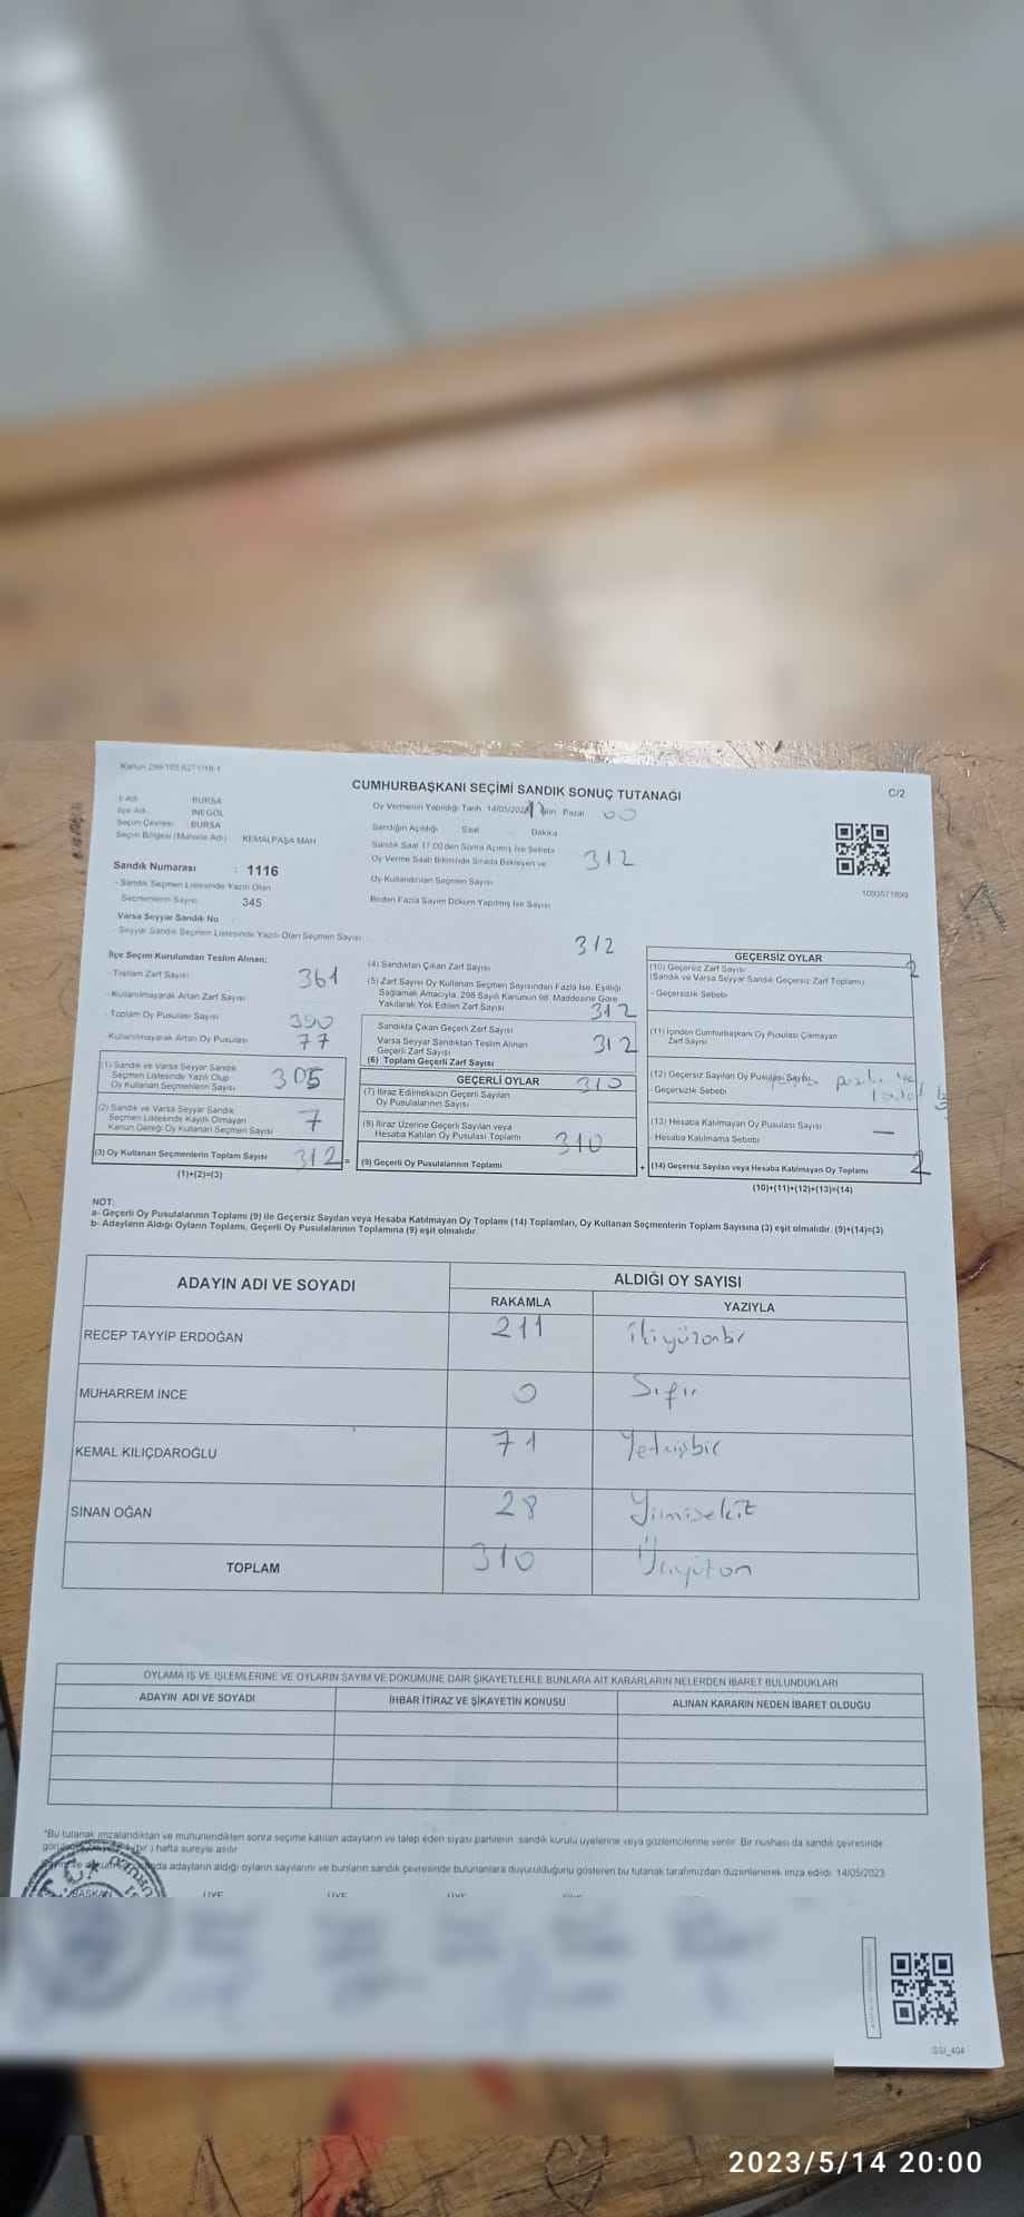 CUMHURBAŞKANI SEÇİMİ SANDIK SONUÇ TUTANAĞI
C/2
İli Adı : BURSA
İlçe Adı : İNEGÖL
Seçim Çevresi : BURSA
Seçim Bölgesi (Mahalle Adı) : KEMALPAŞA MAH
Sandık Numarası : 1116
- Sandık Seçmen Listesinde Yazılı Olan
Seçmenlerin Sayısı 345
Varsa Seyyar Sandık No
- Seyyar Sandık Seçmen Listesinde Yazılı Olan Seçmen Sayısı
Oy Vermenin Yapıldığı Tarih 14/05/2023 Pazar
Sandığın Açıldığı Saat Dakika
Sandık Saat 17.00'den Sonra Açılmış İse Sebebi
Oy Verme Saati Bitiminde Sırada Bekleyen ve
Oy Kullandırılan Seçmen Sayısı
312
Birden Fazla Sayım Döküm Yapılmış İse Sayısı
İlçe Seçim Kurulundan Teslim Alınan:
- Toplam Zarf Sayısı 361
- Kullanılmayarak Artan Zarf Sayısı
- Toplam Oy Pusulası Sayısı 390
Kullanılmayarak Artan Oy Pusulası 77
(1) Sandık ve Varsa Seyyar Sandık
Seçmen Listesinde Yazılı Olup
Oy Kullanan Seçmenlerin Sayısı 305
(2) Sandık ve Varsa Seyyar Sandık
Seçmen Listesinde Kayıtlı Olmayan
Kanun Gereği Oy Kullanan Seçmen Sayısı 7
(3) Oy Kullanan Seçmenlerin Toplam Sayısı 312 =
(1)+(2)=(3)
(4) Sandıktan Çıkan Zarf Sayısı 312
(5) Zarf Sayısı Oy Kullanan Seçmen Sayısından Fazla İse, Eşitliği
Sağlamak Amacıyla, 298 Sayılı Kanunun 98. Maddesine Göre
Yakılarak Yok Edilen Zarf Sayısı
312
Sandıkta Çıkan Geçerli Zarf Sayısı
Varsa Seyyar Sandıktan Teslim Alınan
Geçerli Zarf Sayısı
312
(6) Toplam Geçerli Zarf Sayısı
GEÇERLİ OYLAR
310
(7) İtiraz Edilmeksizin Geçerli Sayılan
Oy Pusulalarının Sayısı
(8) İtiraz Üzerine Geçerli Sayılan veya
Hesaba Katılan Oy Pusulası Toplamı
310
(9) Geçerli Oy Pusulalarının Toplamı +
GEÇERSİZ OYLAR
(10) Geçersiz Zarf Sayısı 2
(Sandık ve Varsa Seyyar Sandık Geçersiz Zarf Toplamı)
- Geçersizlik Sebebi
(11) İçinden Cumhurbaşkanı Oy Pusulası Çıkmayan
Zarf Sayısı
(12) Geçersiz Sayılan Oy Pusulası Sayısı
- Geçersizlik Sebebi
(13) Hesaba Katılmayan Oy Pusulası Sayısı —
Hesaba Katılmama Sebebi
(14) Geçersiz Sayılan veya Hesaba Katılmayan Oy Toplamı 2
(10)+(11)+(12)+(13)=(14)
NOT:
a- Geçerli Oy Pusulasının Toplamı (9) ile Geçersiz Sayılan veya Hesaba Katılmayan Oy Toplamı (14) Toplamları, Oy Kullanan Seçmenlerin Toplam Sayısına (3) eşit olmalıdır. (9)+(14)=(3)
b- Adayların Aldığı Oyların Toplamı, Geçerli Oy Pusulalarının Toplamına (9) eşit olmalıdır.
ADAYIN ADI VE SOYADI
ALDIĞI OY SAYISI
RAKAMLA YAZIYLA
RECEP TAYYİP ERDOĞAN 211 ikiyüzonbir
MUHARREM İNCE 0 Sıfır
KEMAL KILIÇDAROĞLU 71 Yetmişbir
SİNAN OĞAN 28 Yirmisekiz
TOPLAM 310 Üçyüzon
OYLAMA İŞ VE İŞLEMLERİNE VE OYLARIN SAYIM VE DÖKÜMÜNE DAİR ŞİKAYETLERLE BUNLARA AİT KARARLARIN NELERDEN İBARET BULUNDUKLARI
ADAYIN ADI VE SOYADI İHBAR İTİRAZ VE ŞİKAYETİN KONUSU ALINAN KARARIN NEDEN İBARET OLDUĞU
*Bu tutanak imzalandıktan ve mühürlendikten sonra seçime katılan adayların ve talep eden siyasi partilerin sandık kurulu üyelerine veya gözlemcilerine verilir. Bir nüshası da sandık çevresinde
(bir) hafta süreyle asılır
adayların aldığı oyların sayılarını ve bunların sandık çevresinde bulunanlara duyurulduğunu gösteren bu tutanak tarafımızdan düzenlenerek imza edildi. 14/05/2023
BAŞKAN
2023/5/14 20:00